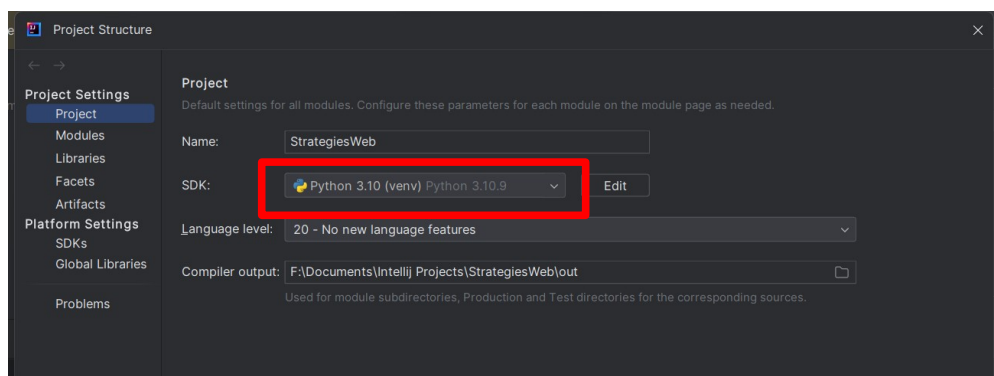 Project Structure
Project Settings
Project
Modules
Libraries
Facets
Artifacts
Platform Settings
SDKs
Global Libraries
Problems
Project
Default settings for all modules. Configure these parameters for each module on the module page as needed.
Name: StrategiesWeb
SDK: Python 3.10 (venv) Python 3.10.9 Edit
Language level: 20 - No new language features
Compiler output: F:\Documents\Intellij Projects\StrategiesWeb\out
Used for module subdirectories, Production and Test directories for the corresponding sources.